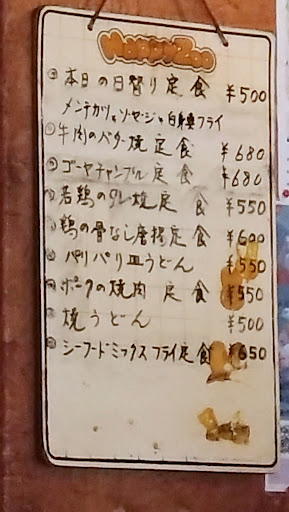 HappyZoo
本日の日替り定食 ¥500
メンチカツ、ソーセージ、白身魚フライ
牛肉のバター焼定食 ¥680
ゴーヤチャンプル定食 ¥680
若鶏のタレ焼定食 ¥550
鶏の骨なし唐揚定食 ¥600
パリパリ皿うどん ¥550
ポークの焼肉定食 ¥550
焼うどん ¥500
シーフードミックスフライ定食 ¥650